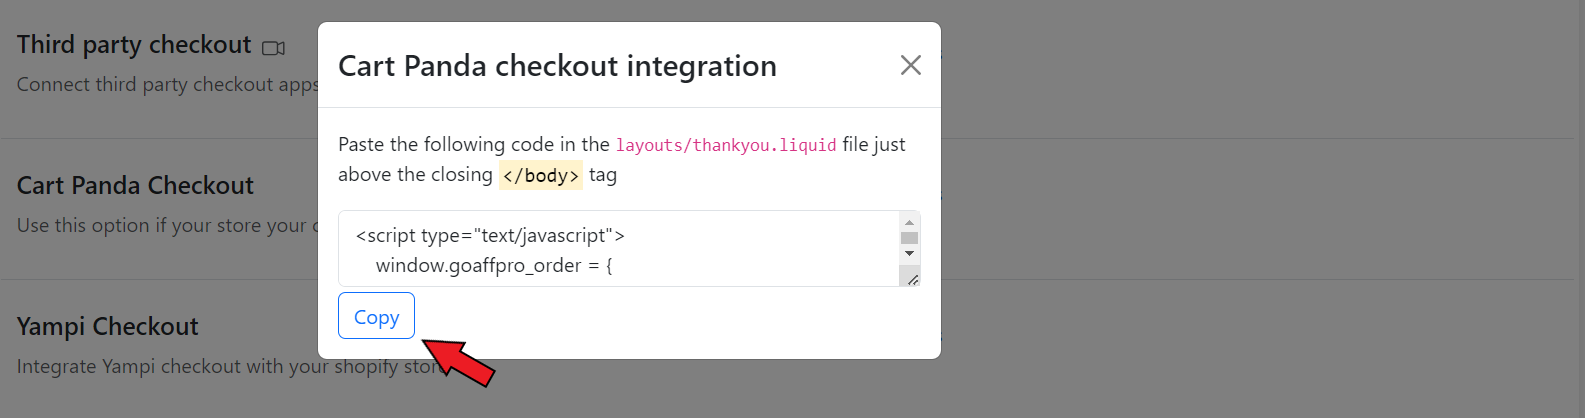 Third party checkout
Connect third party checkout apps
Cart Panda Checkout
Use this option if your store your
Yampi Checkout
Integrate Yampi checkout with your shopify store
Cart Panda checkout integration
Paste the following code in the layouts/thankyou.liquid file just
above the closing </body> tag
<script type="text/javascript">
window.goaffpro_order = {
Copy